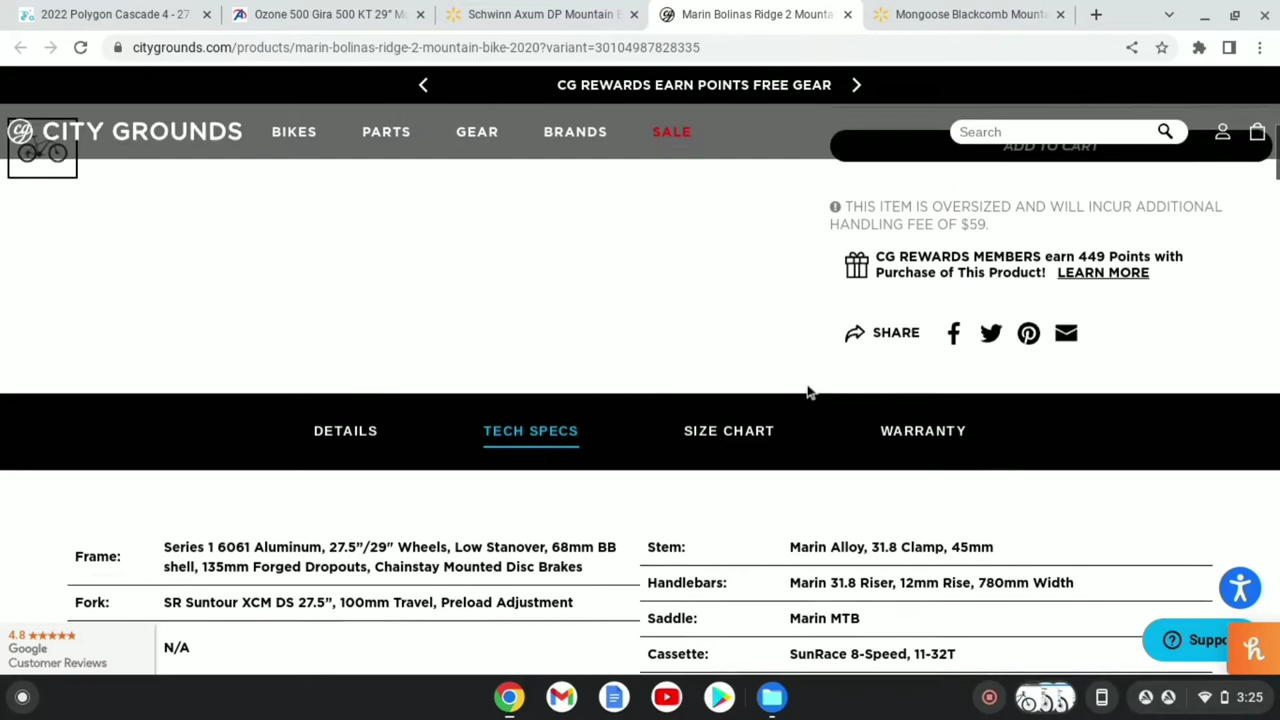 2022 Polygon Cascade 4 - 27
Ozone 500 Gira 500 KT 29" M
Schwinn Axum DP Mountain B
Marin Bolinas Ridge 2 Mounta
Mongoose Blackcomb Mount
citygrounds.com/products/marin-bolinas-ridge-2-mountain-bike-2020?variant=30104987828335
CG REWARDS EARN POINTS FREE GEAR
cg CITY GROUNDS
BIKES
PARTS
GEAR
BRANDS
SALE
Search
ADD TO CART
THIS ITEM IS OVERSIZED AND WILL INCUR ADDITIONAL
HANDLING FEE OF $59.
CG REWARDS MEMBERS earn 449 Points with
Purchase of This Product! LEARN MORE
SHARE
DETAILS
TECH SPECS
SIZE CHART
WARRANTY
Frame:
Series 1 6061 Aluminum, 27.5”/29" Wheels, Low Stanover, 68mm BB
shell, 135mm Forged Dropouts, Chainstay Mounted Disc Brakes
Fork:
SR Suntour XCM DS 27.5”, 100mm Travel, Preload Adjustment
N/A
Stem:
Marin Alloy, 31.8 Clamp, 45mm
Handlebars:
Marin 31.8 Riser, 12mm Rise, 780mm Width
Saddle:
Marin MTB
Cassette:
SunRace 8-Speed, 11-32T
4.8
Google
Customer Reviews
Suppo
h
3:25